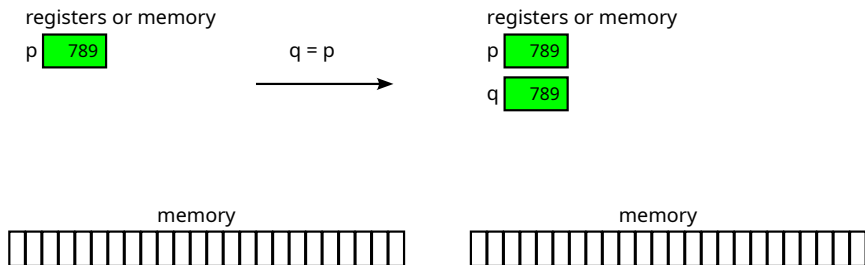 registers or memory
p 789
q = p
registers or memory
p 789
q 789
memory
memory